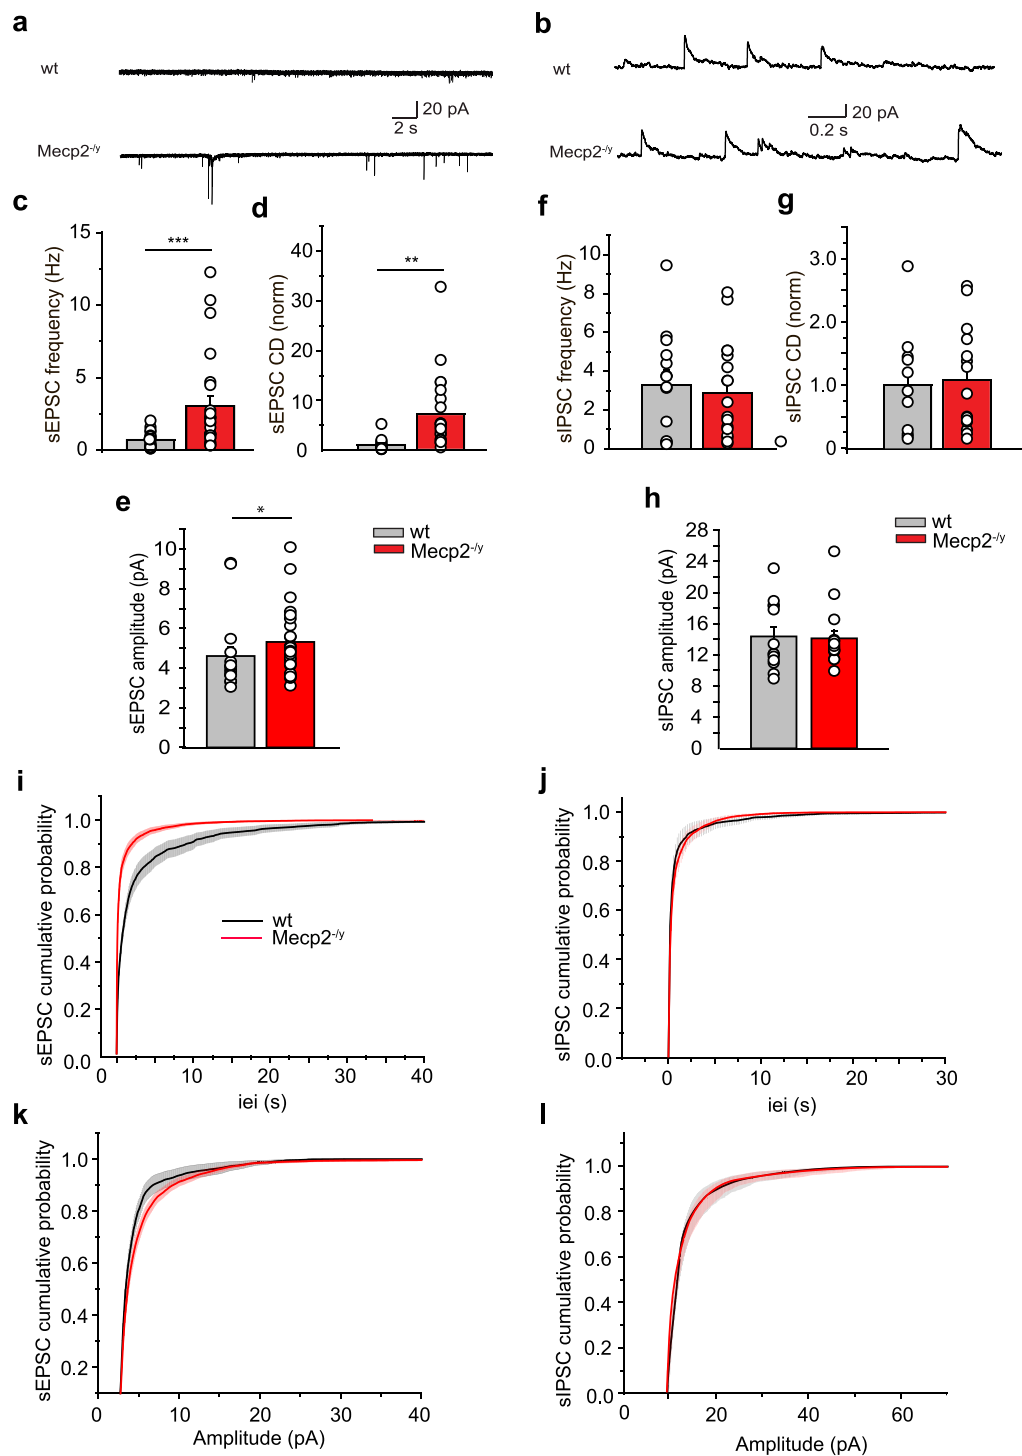 a
wt
20 pA
2 s
Mecp2-/y
b
wt
20 pA
0.2 s
Mecp2-/y
c
sEPSC frequency (Hz)
15
10
5
0
***
d
sEPSC CD (norm)
40
30
20
10
0
**
f
sIPSC frequency (Hz)
10
8
6
4
2
0
g
sIPSC CD (norm)
3.0
2.0
1.0
0
e
sEPSC amplitude (pA)
10
8
6
4
2
0
*
wt
Mecp2-/y
h
sIPSC amplitude (pA)
28
24
20
16
12
8
4
0
wt
Mecp2-/y
i
sEPSC cumulative probability
1.0
0.8
0.6
0.4
0.2
0.0
wt
Mecp2-/y
0 10 20 30 40
iei (s)
j
sIPSC cumulative probability
1.0
0.8
0.6
0.4
0.2
0.0
0 10 20 30
iei (s)
k
sEPSC cumulative probability
1.0
0.8
0.6
0.4
0.2
0 10 20 30 40
Amplitude (pA)
l
sIPSC cumulative probability
1.0
0.8
0.6
0.4
0.2
0.0
0 20 40 60
Amplitude (pA)